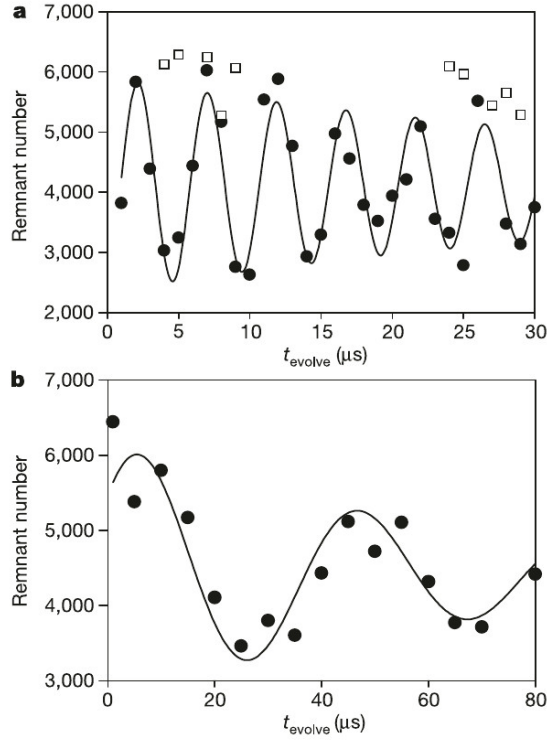 a
7,000
6,000
5,000
4,000
3,000
2,000
Remnant number
0 5 10 15 20 25 30
t_evolve (μs)
b
7,000
6,000
5,000
4,000
3,000
Remnant number
0 20 40 60 80
t_evolve (μs)